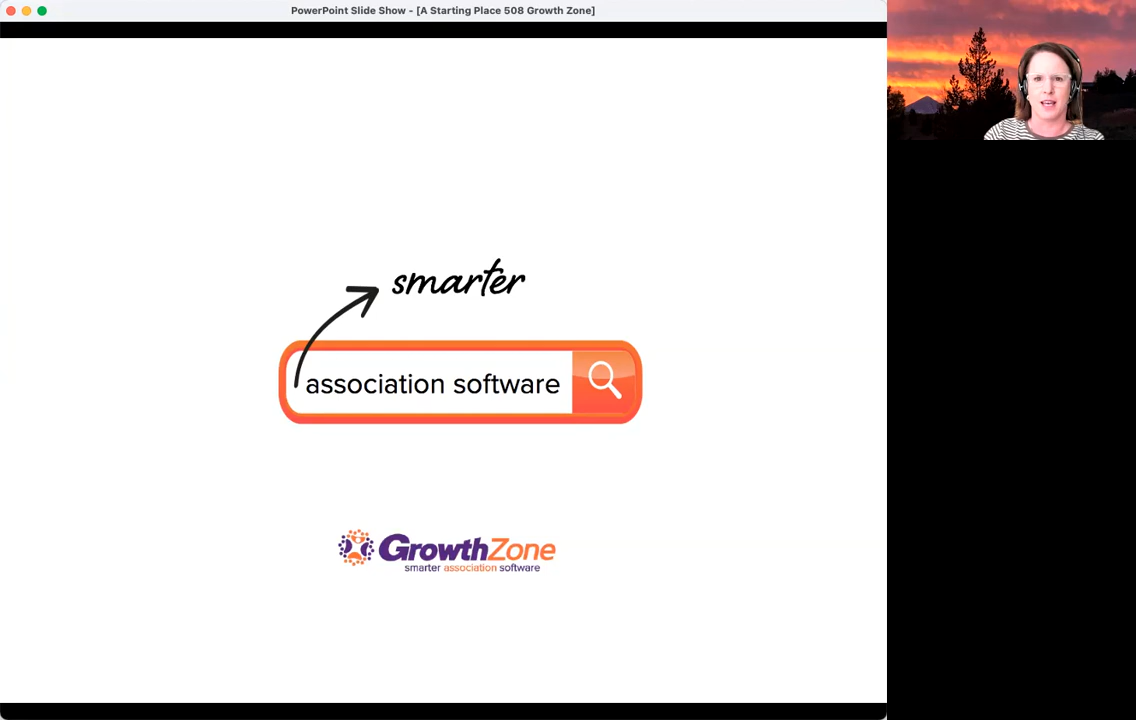 PowerPoint Slide Show - [A Starting Place 508 Growth Zone]
smarter
association software
GrowthZone
smarter association software